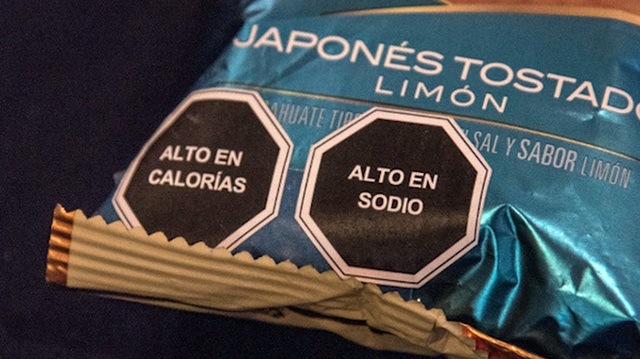 JAPONÉS TOSTADO
LIMÓN
SAL Y SABOR LIMÓN
ALTO EN
CALORÍAS
ALTO EN
SODIO